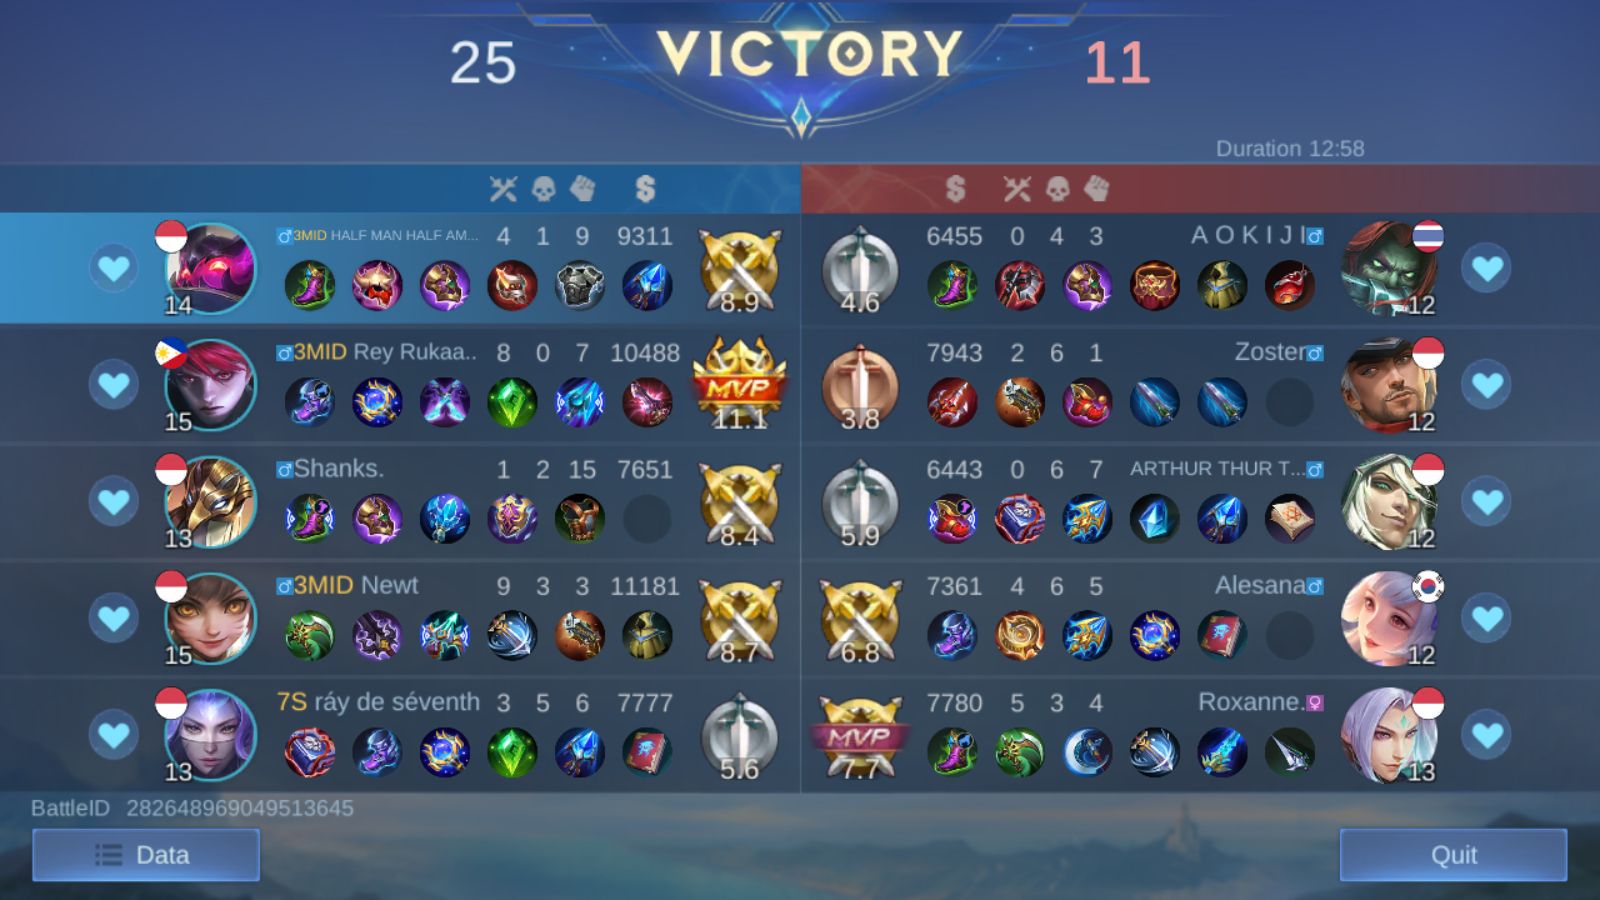 25 VICTORY 11
Duration 12:58
3MID HALF MAN HALF AM... 4 1 9 9311
14 8.9
4.6 6455 0 4 3 A O K I J I
12
3MID Rey Rukaa.. 8 0 7 10488
15 MVP 11.1
3.8 7943 2 6 1 Zoster
12
Shanks. 1 2 15 7651
13 8.4
5.9 6443 0 6 7 ARTHUR THUR T...
12
3MID Newt 9 3 3 11181
15 8.7
6.8 7361 4 6 5 Alesana
12
7S ráy de séventh 3 5 6 7777
13 5.6
MVP 7.7 7780 5 3 4 Roxanne.
13
BattleID 282648969049513645
Data
Quit